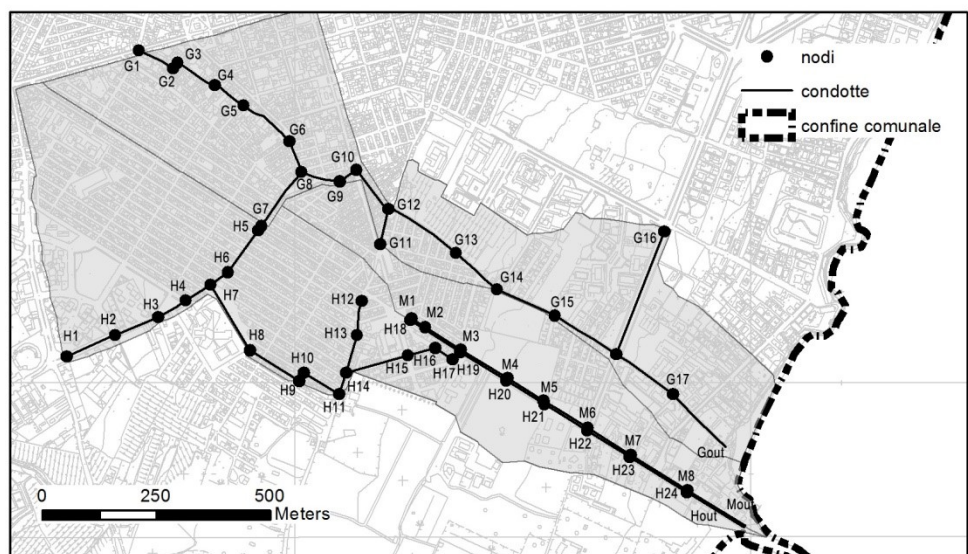 G1
G2
G3
G4
G5
G6
G7
G8
G9
G10
G11
G12
G13
G14
G15
G16
G17
Gout
H1
H2
H3
H4
H5
H6
H7
H8
H9
H10
H11
H12
H13
H14
H15
H16
H17
H18
H19
H20
H21
H22
H23
H24
Hout
M1
M2
M3
M4
M5
M6
M7
M8
Mout
nodi
condotte
confine comunale
0 250 500
Meters